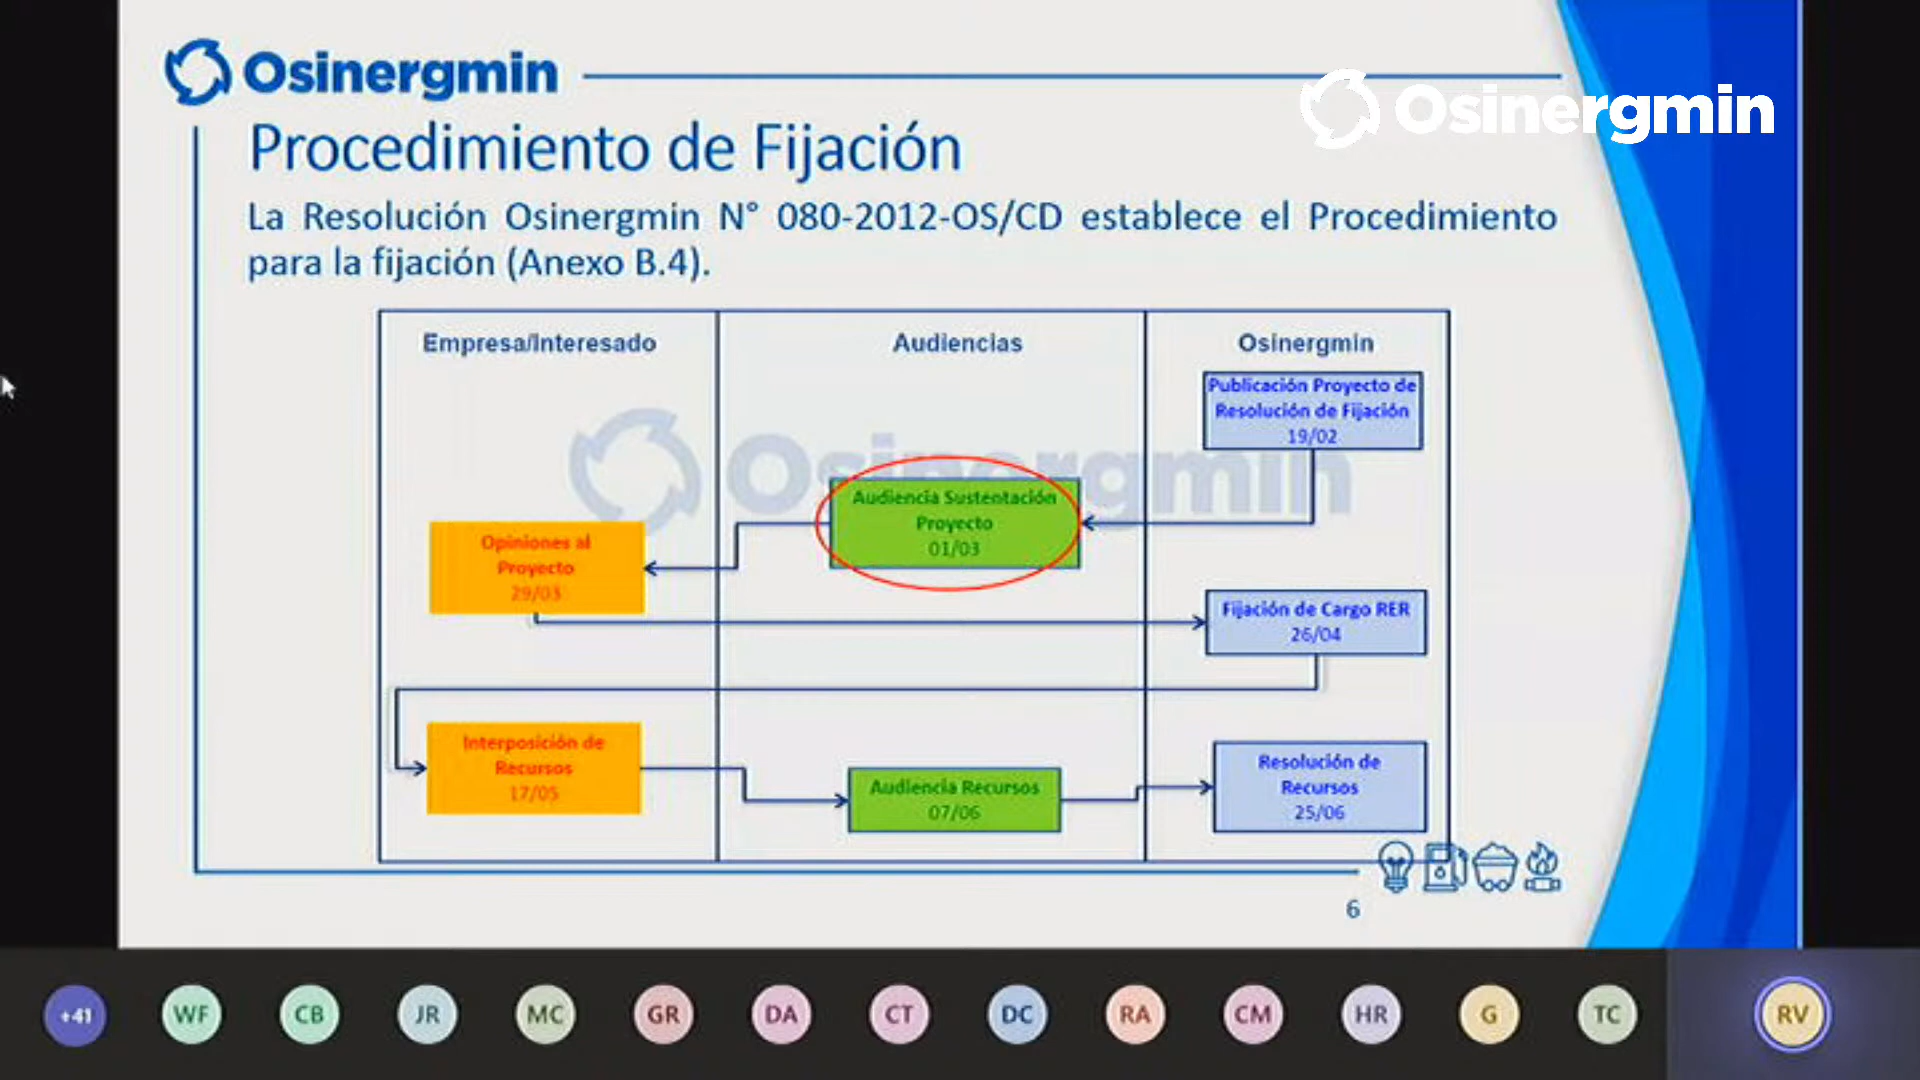 Osinergmin
Osinergmin
Procedimiento de Fijación
La Resolución Osinergmin N° 080-2012-OS/CD establece el Procedimiento
para la fijación (Anexo B.4).
Empresa/Interesado
Audiencias
Osinergmin
Publicación Proyecto de
Resolución de Fijación
19/02
Osinergmin
Audiencia Sustentación
Proyecto
01/03
Opiniones al
Proyecto
29/03
Fijación de Cargo RER
26/04
Interposición de
Recursos
17/05
Audiencia Recursos
07/06
Resolución de
Recursos
25/06
6
+41
WF
CB
JR
MC
GR
DA
CT
DC
RA
CM
HR
G
TC
RV